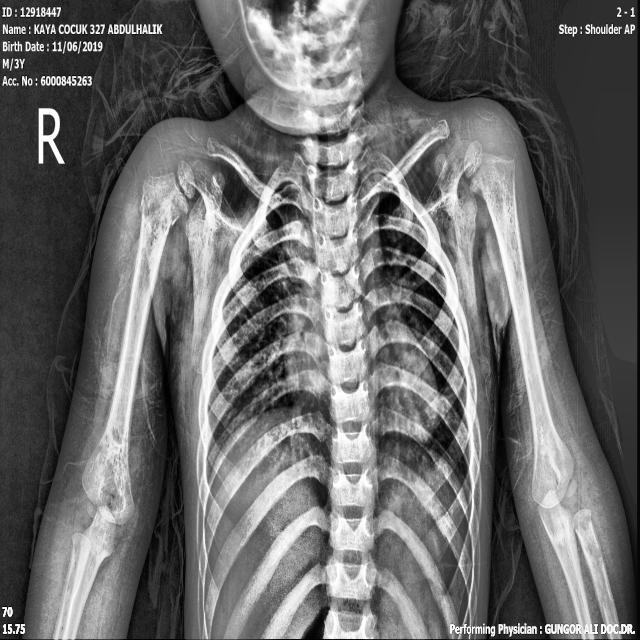 ID : 12918447
Name : KAYA COCUK 327 ABDULHALIK
Birth Date : 11/06/2019
M/3Y
Acc. No : 6000845263
2 - 1
Step : Shoulder AP
R
70
15.75
Performing Physician : GUNGOR ALI DOC.DR.